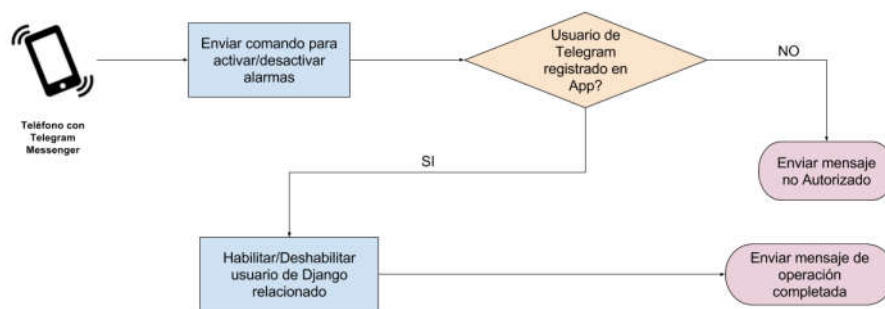 Teléfono con
Telegram
Messenger
Enviar comando para
activar/desactivar
alarmas
Usuario de
Telegram
registrado en
App?
NO
Enviar mensaje
no Autorizado
SI
Habilitar/Deshabilitar
usuario de Django
relacionado
Enviar mensaje de
operación
completada